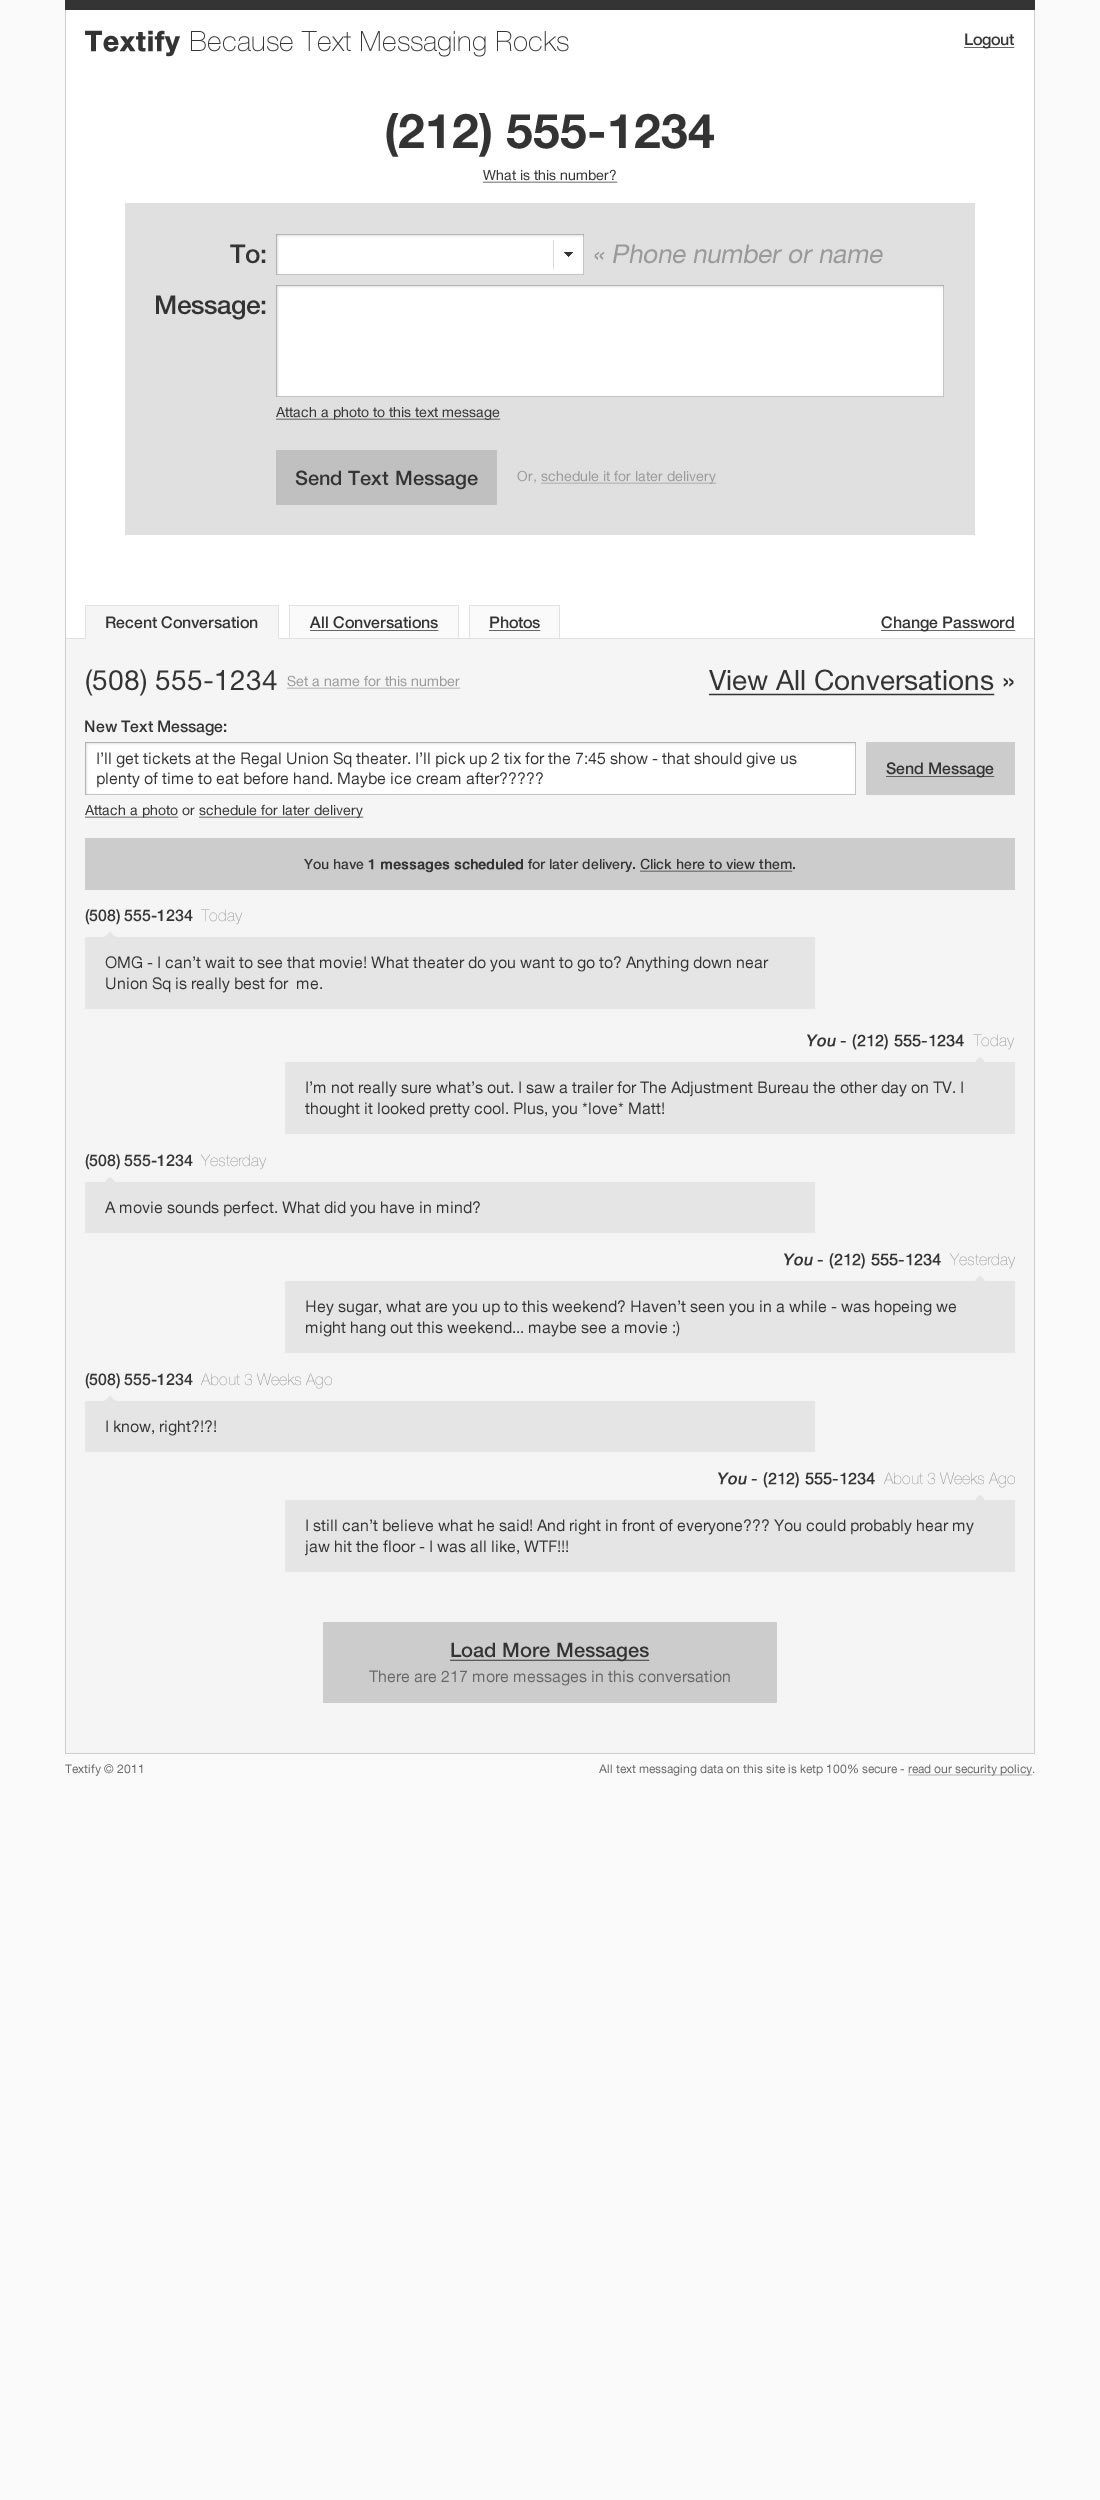 Textify Because Text Messaging Rocks
Logout
(212) 555-1234
What is this number?
To:
« Phone number or name
Message:
Attach a photo to this text message
Send Text Message
Or, schedule it for later delivery
Recent Conversation
All Conversations
Photos
Change Password
(508) 555-1234 Set a name for this number
View All Conversations »
New Text Message:
I’ll get tickets at the Regal Union Sq theater. I’ll pick up 2 tix for the 7:45 show - that should give us
plenty of time to eat before hand. Maybe ice cream after?????
Send Message
Attach a photo or schedule for later delivery
You have 1 messages scheduled for later delivery. Click here to view them.
(508) 555-1234 Today
OMG - I can’t wait to see that movie! What theater do you want to go to? Anything down near
Union Sq is really best for  me.
You - (212) 555-1234 Today
I’m not really sure what’s out. I saw a trailer for The Adjustment Bureau the other day on TV. I
thought it looked pretty cool. Plus, you *love* Matt!
(508) 555-1234 Yesterday
A movie sounds perfect. What did you have in mind?
You - (212) 555-1234 Yesterday
Hey sugar, what are you up to this weekend? Haven’t seen you in a while - was hopeing we
might hang out this weekend... maybe see a movie :)
(508) 555-1234 About 3 Weeks Ago
I know, right?!?!
You - (212) 555-1234 About 3 Weeks Ago
I still can’t believe what he said! And right in front of everyone??? You could probably hear my
jaw hit the floor - I was all like, WTF!!!
Load More Messages
There are 217 more messages in this conversation
Textify © 2011
All text messaging data on this site is ketp 100% secure - read our security policy.